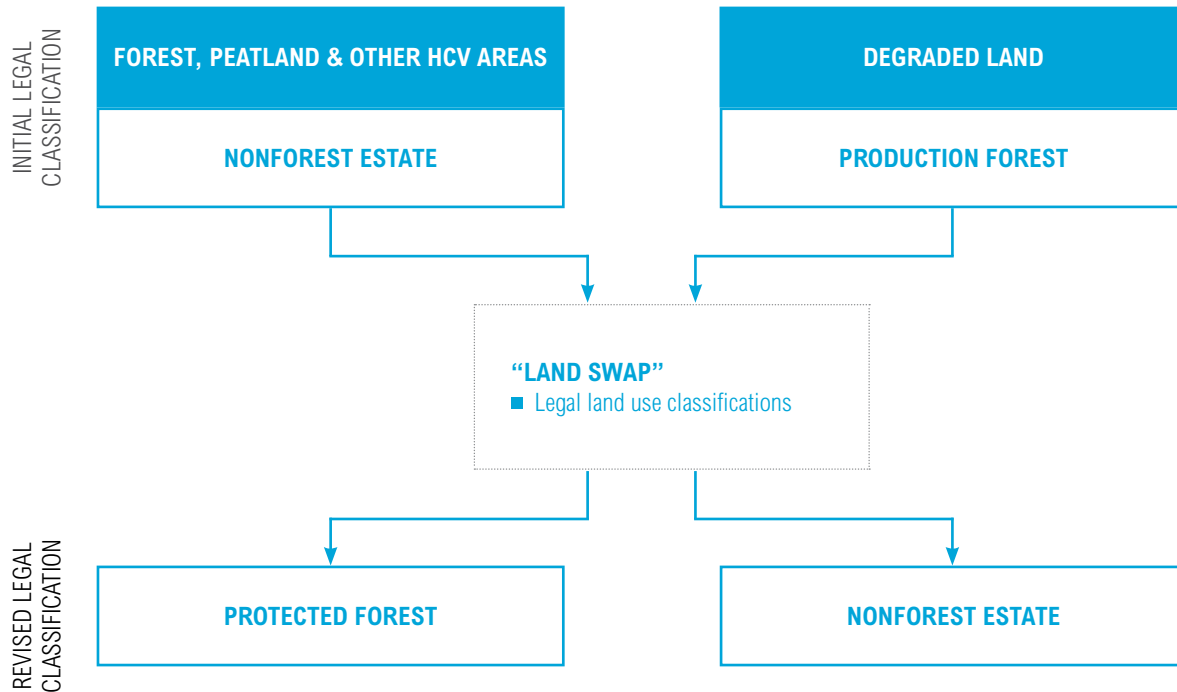 INITIAL LEGAL
CLASSIFICATION
FOREST, PEATLAND & OTHER HCV AREAS
DEGRADED LAND
NONFOREST ESTATE
PRODUCTION FOREST
“LAND SWAP”
■ Legal land use classifications
REVISED LEGAL
CLASSIFICATION
PROTECTED FOREST
NONFOREST ESTATE